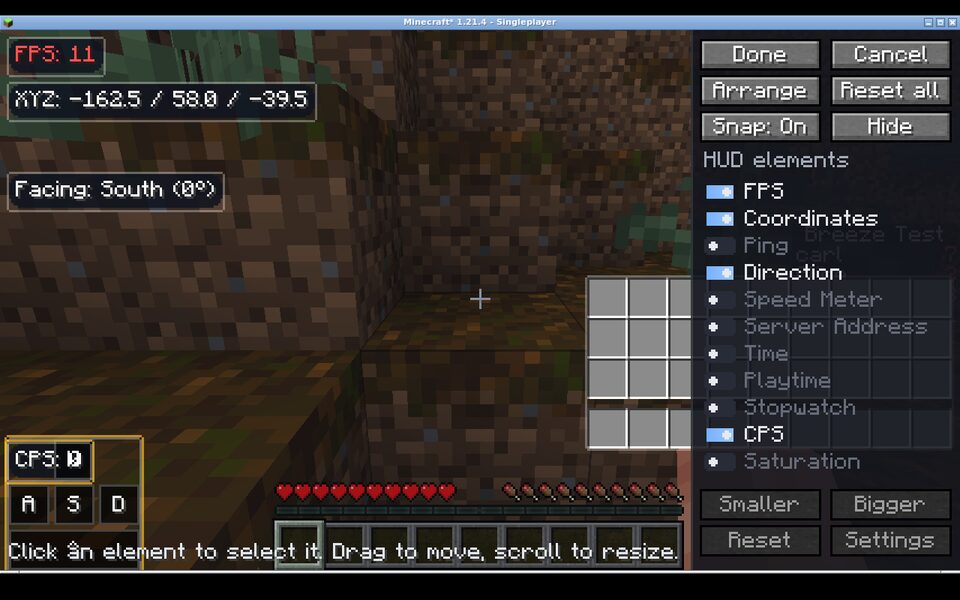 Minecraft* 1.21.4 - Singleplayer
FPS: 11
XYZ: -162.5 / 58.0 / -39.5
Facing: South (0°)
Done
Cancel
Arrange
Reset all
Snap: On
Hide
HUD elements
FPS
Coordinates
Breeze Test
Ping
carl
Direction
Speed Meter
Server Address
Time
Playtime
Stopwatch
CPS
Saturation
Smaller
Bigger
Reset
Settings
CPS: 0
A S D
Click an element to select it. Drag to move, scroll to resize.